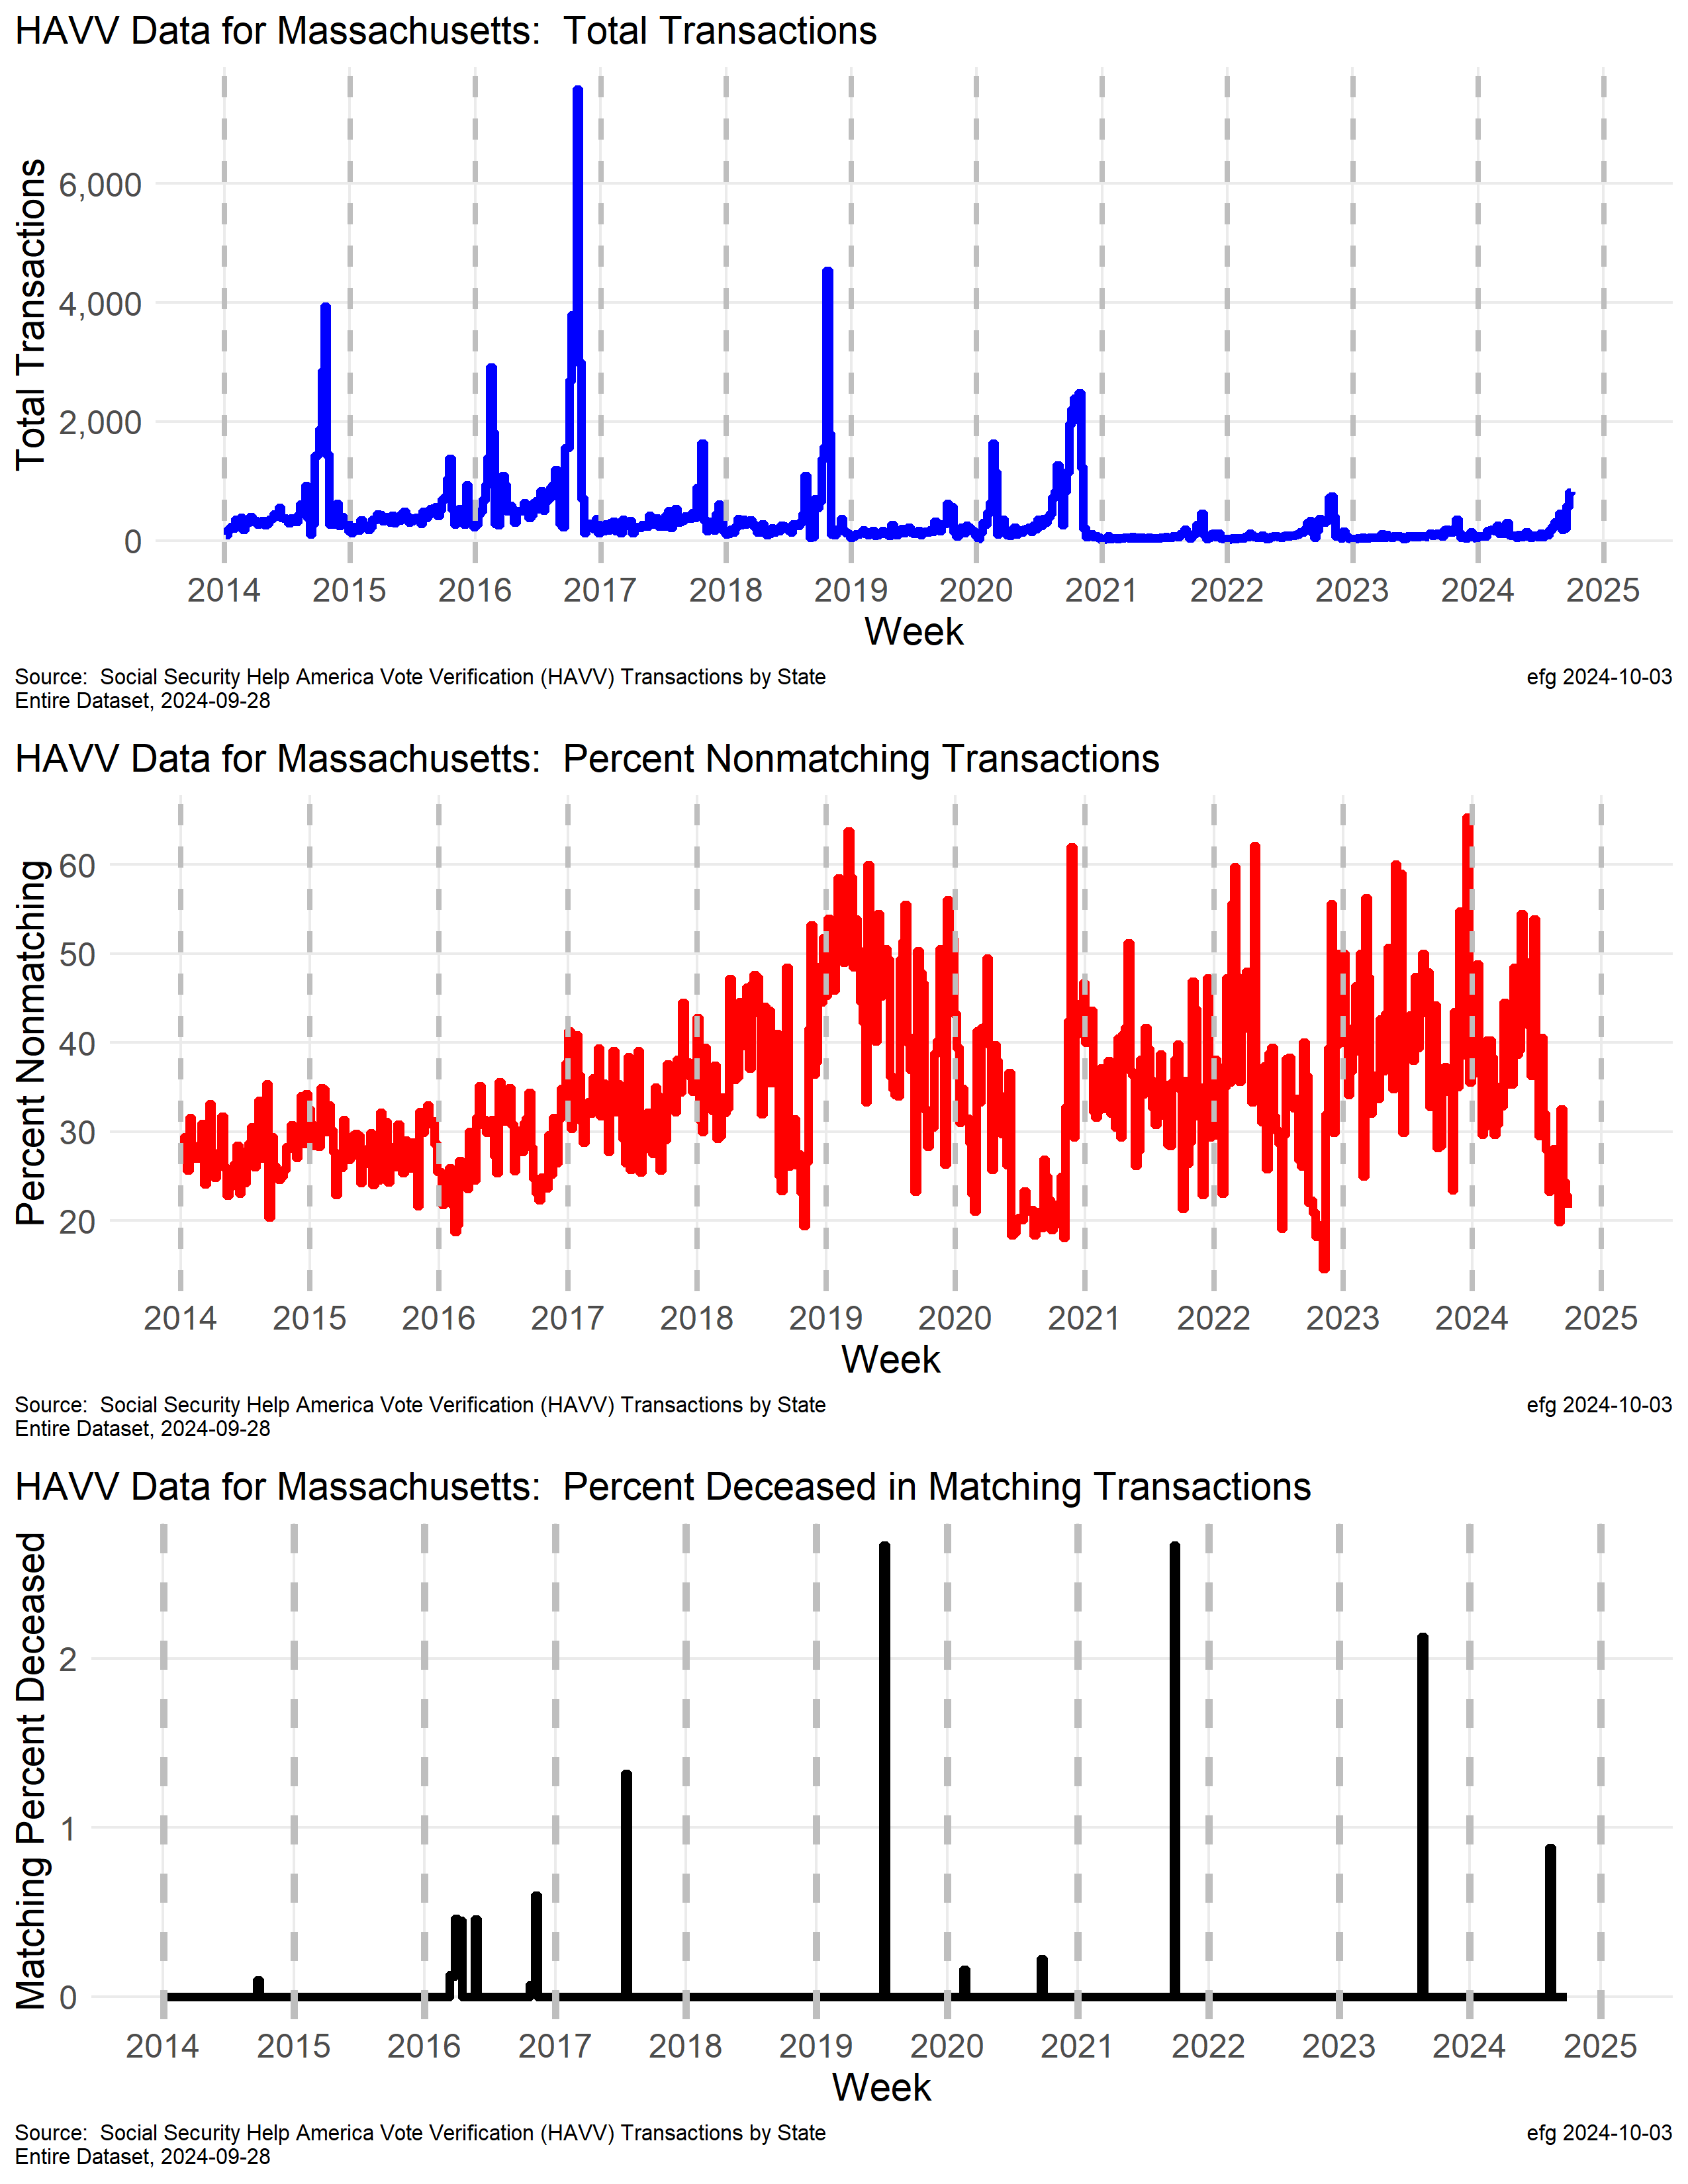 HAVV Data for Massachusetts:  Total Transactions
Total Transactions
6,000
4,000
2,000
0
2014 2015 2016 2017 2018 2019 2020 2021 2022 2023 2024 2025
Week
Source:  Social Security Help America Vote Verification (HAVV) Transactions by State
Entire Dataset, 2024-09-28
efg 2024-10-03
HAVV Data for Massachusetts:  Percent Nonmatching Transactions
Percent Nonmatching
60
50
40
30
20
2014 2015 2016 2017 2018 2019 2020 2021 2022 2023 2024 2025
Week
Source:  Social Security Help America Vote Verification (HAVV) Transactions by State
Entire Dataset, 2024-09-28
efg 2024-10-03
HAVV Data for Massachusetts:  Percent Deceased in Matching Transactions
Matching Percent Deceased
2
1
0
2014 2015 2016 2017 2018 2019 2020 2021 2022 2023 2024 2025
Week
Source:  Social Security Help America Vote Verification (HAVV) Transactions by State
Entire Dataset, 2024-09-28
efg 2024-10-03